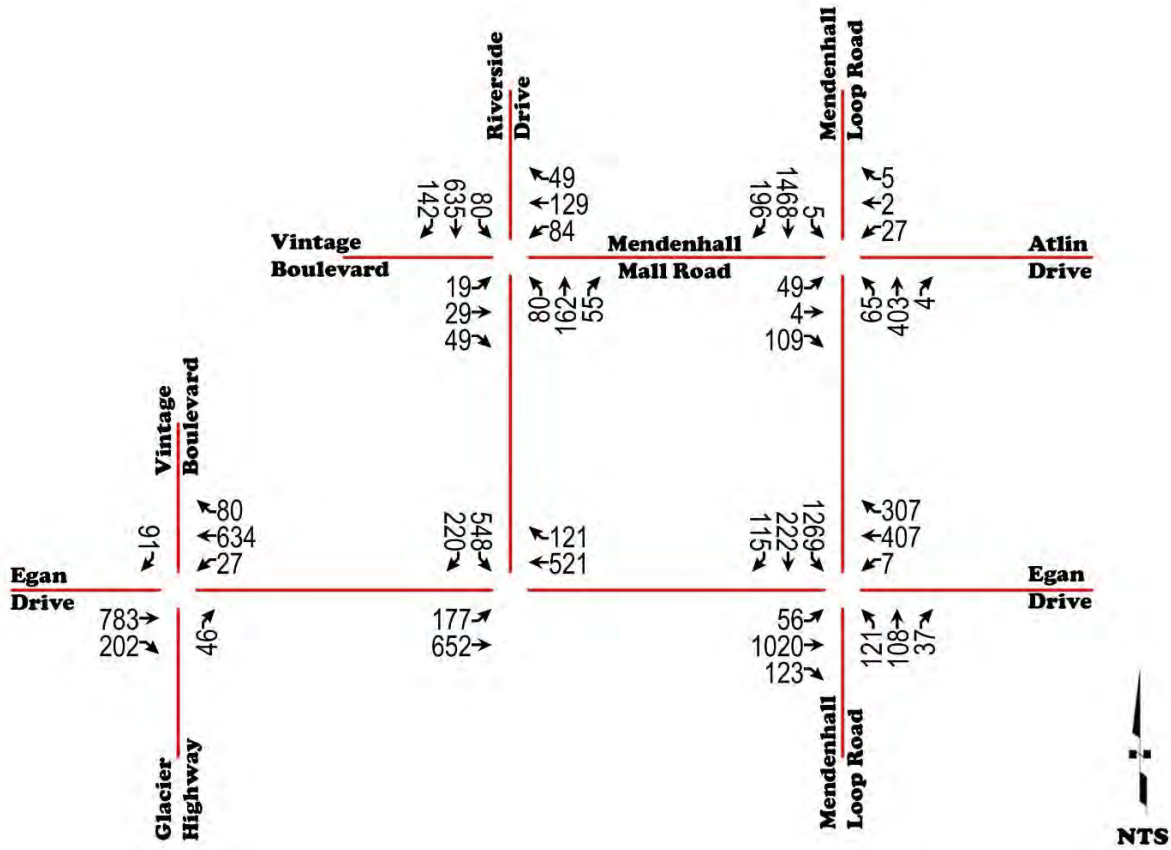 Riverside
Drive
Mendenhall
Loop Road
142
635
80
49
129
84
196
1468
5
5
2
27
Vintage
Boulevard
Mendenhall
Mall Road
Atlin
Drive
19
29
49
80
162
55
49
4
109
65
403
4
Vintage
Boulevard
91
80
634
27
220
548
121
521
115
222
1269
307
407
7
Egan
Drive
Egan
Drive
783
202
46
177
652
56
1020
123
121
108
37
Glacier
Highway
Mendenhall
Loop Road
NTS